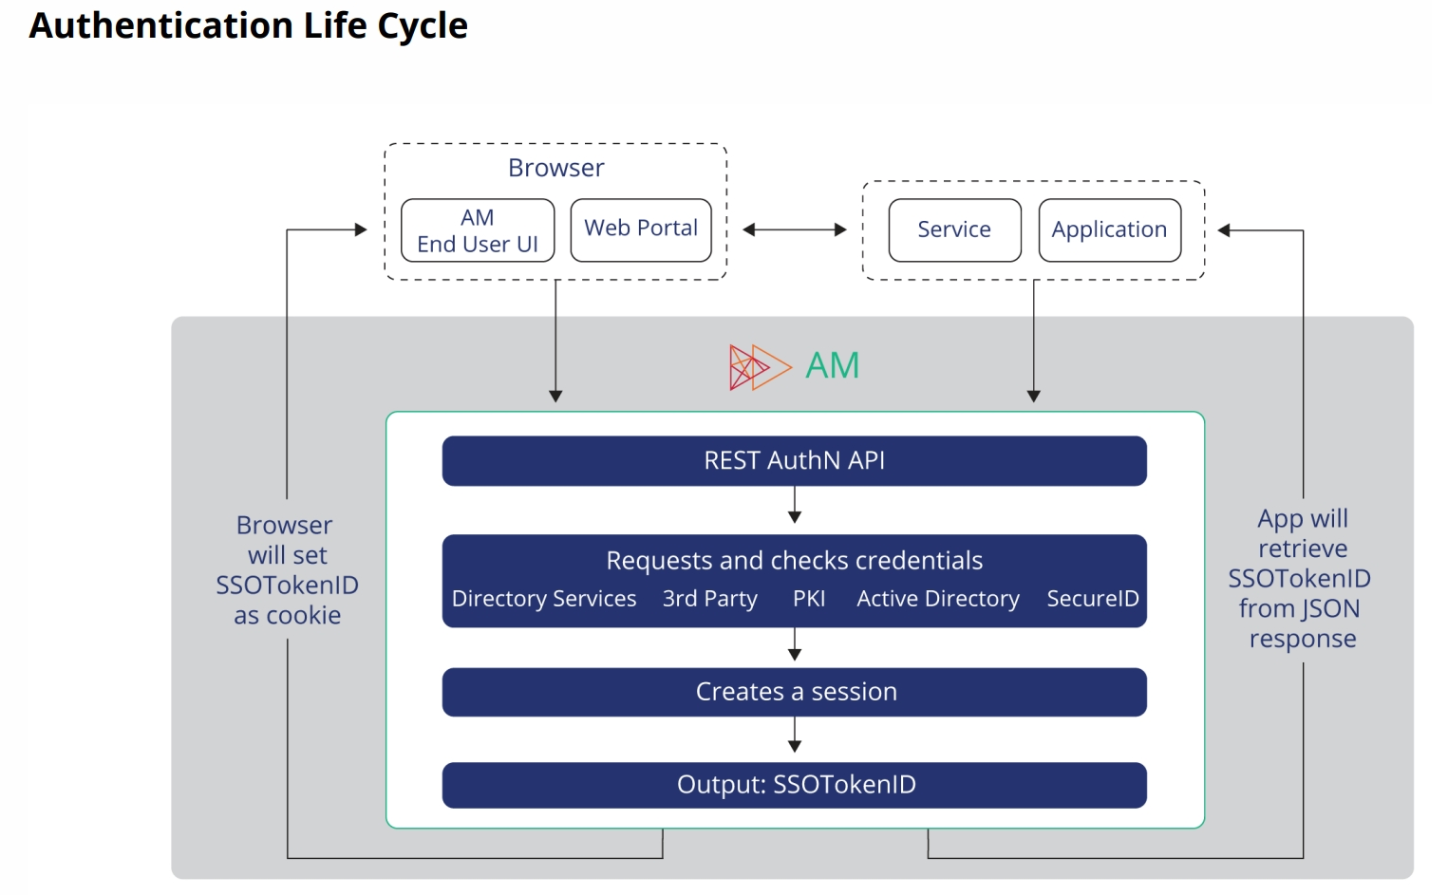 Authentication Life Cycle
Browser
AM
End User UI
Web Portal
Service
Application
AM
REST AuthN API
Requests and checks credentials
Directory Services 3rd Party PKI Active Directory SecureID
Creates a session
Output: SSOTokenID
Browser
will set
SSOTokenID
as cookie
App will
retrieve
SSOTokenID
from JSON
response